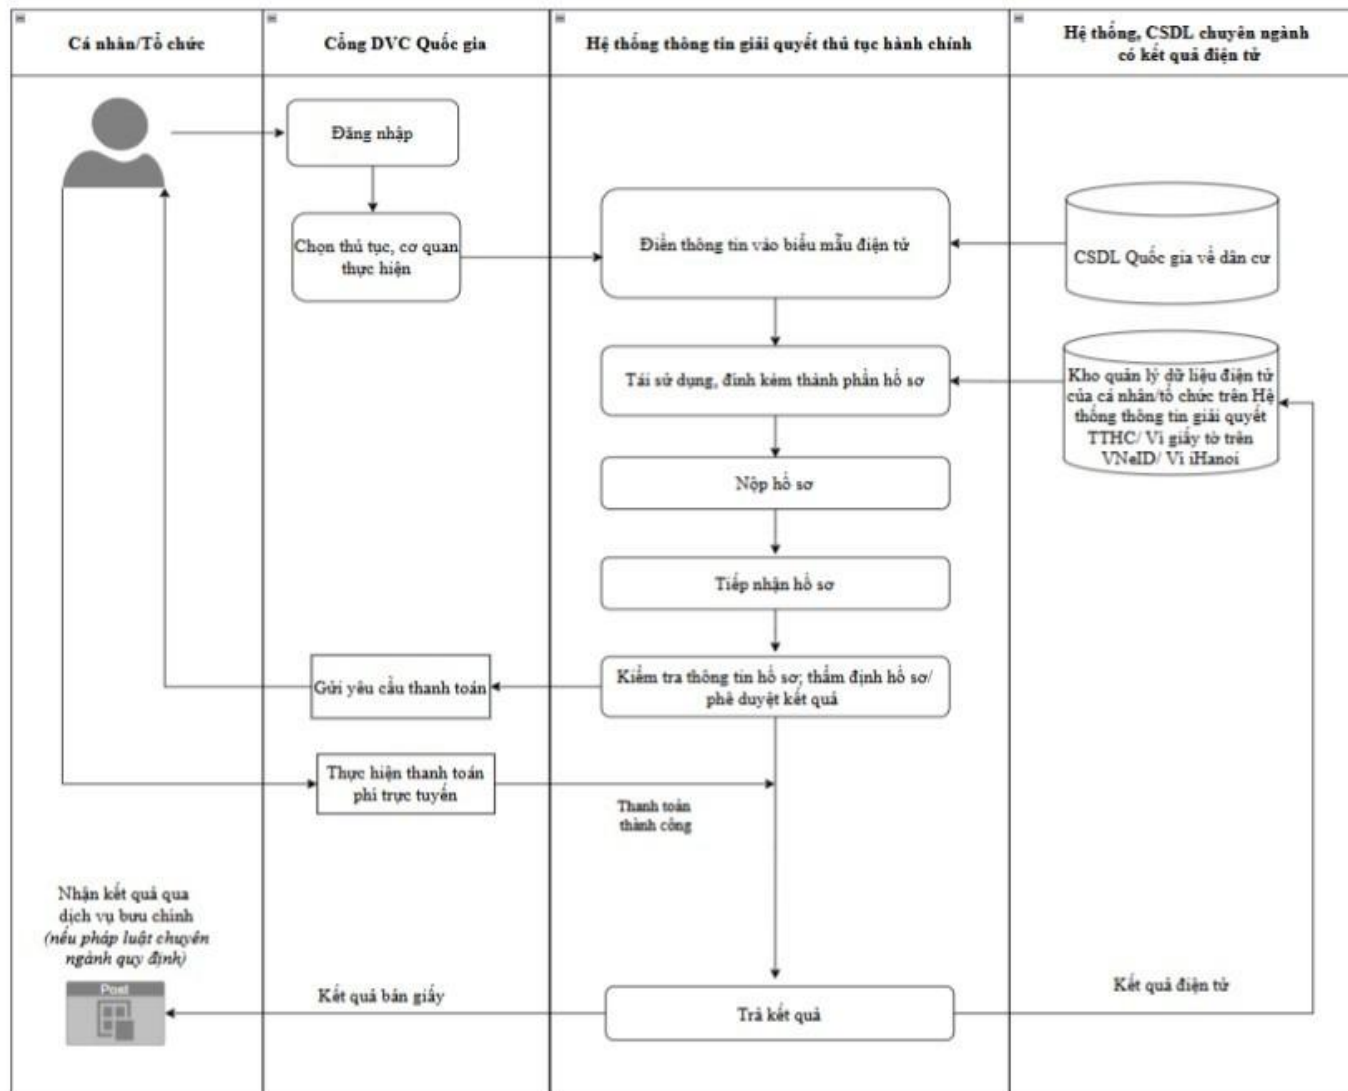 Cá nhân/Tổ chức
Cổng DVC Quốc gia
Hệ thống thông tin giải quyết thủ tục hành chính
Hệ thống, CSDL chuyên ngành
có kết quả điện tử
Đăng nhập
Chọn thủ tục, cơ quan
thực hiện
Điền thông tin vào biểu mẫu điện tử
CSDL Quốc gia về dân cư
Tái sử dụng, đính kèm thành phần hồ sơ
Kho quản lý dữ liệu điện tử
của cá nhân/tổ chức trên Hệ
thống thông tin giải quyết
TTHC/ Ví giấy tờ trên
VNeID/ Ví iHanoi
Nộp hồ sơ
Tiếp nhận hồ sơ
Kiểm tra thông tin hồ sơ; thẩm định hồ sơ/
phê duyệt kết quả
Gửi yêu cầu thanh toán
Thực hiện thanh toán
phí trực tuyến
Thanh toán
thành công
Nhận kết quả qua
dịch vụ bưu chính
(nếu pháp luật chuyên
ngành quy định)
Post
Kết quả bản giấy
Trả kết quả
Kết quả điện tử